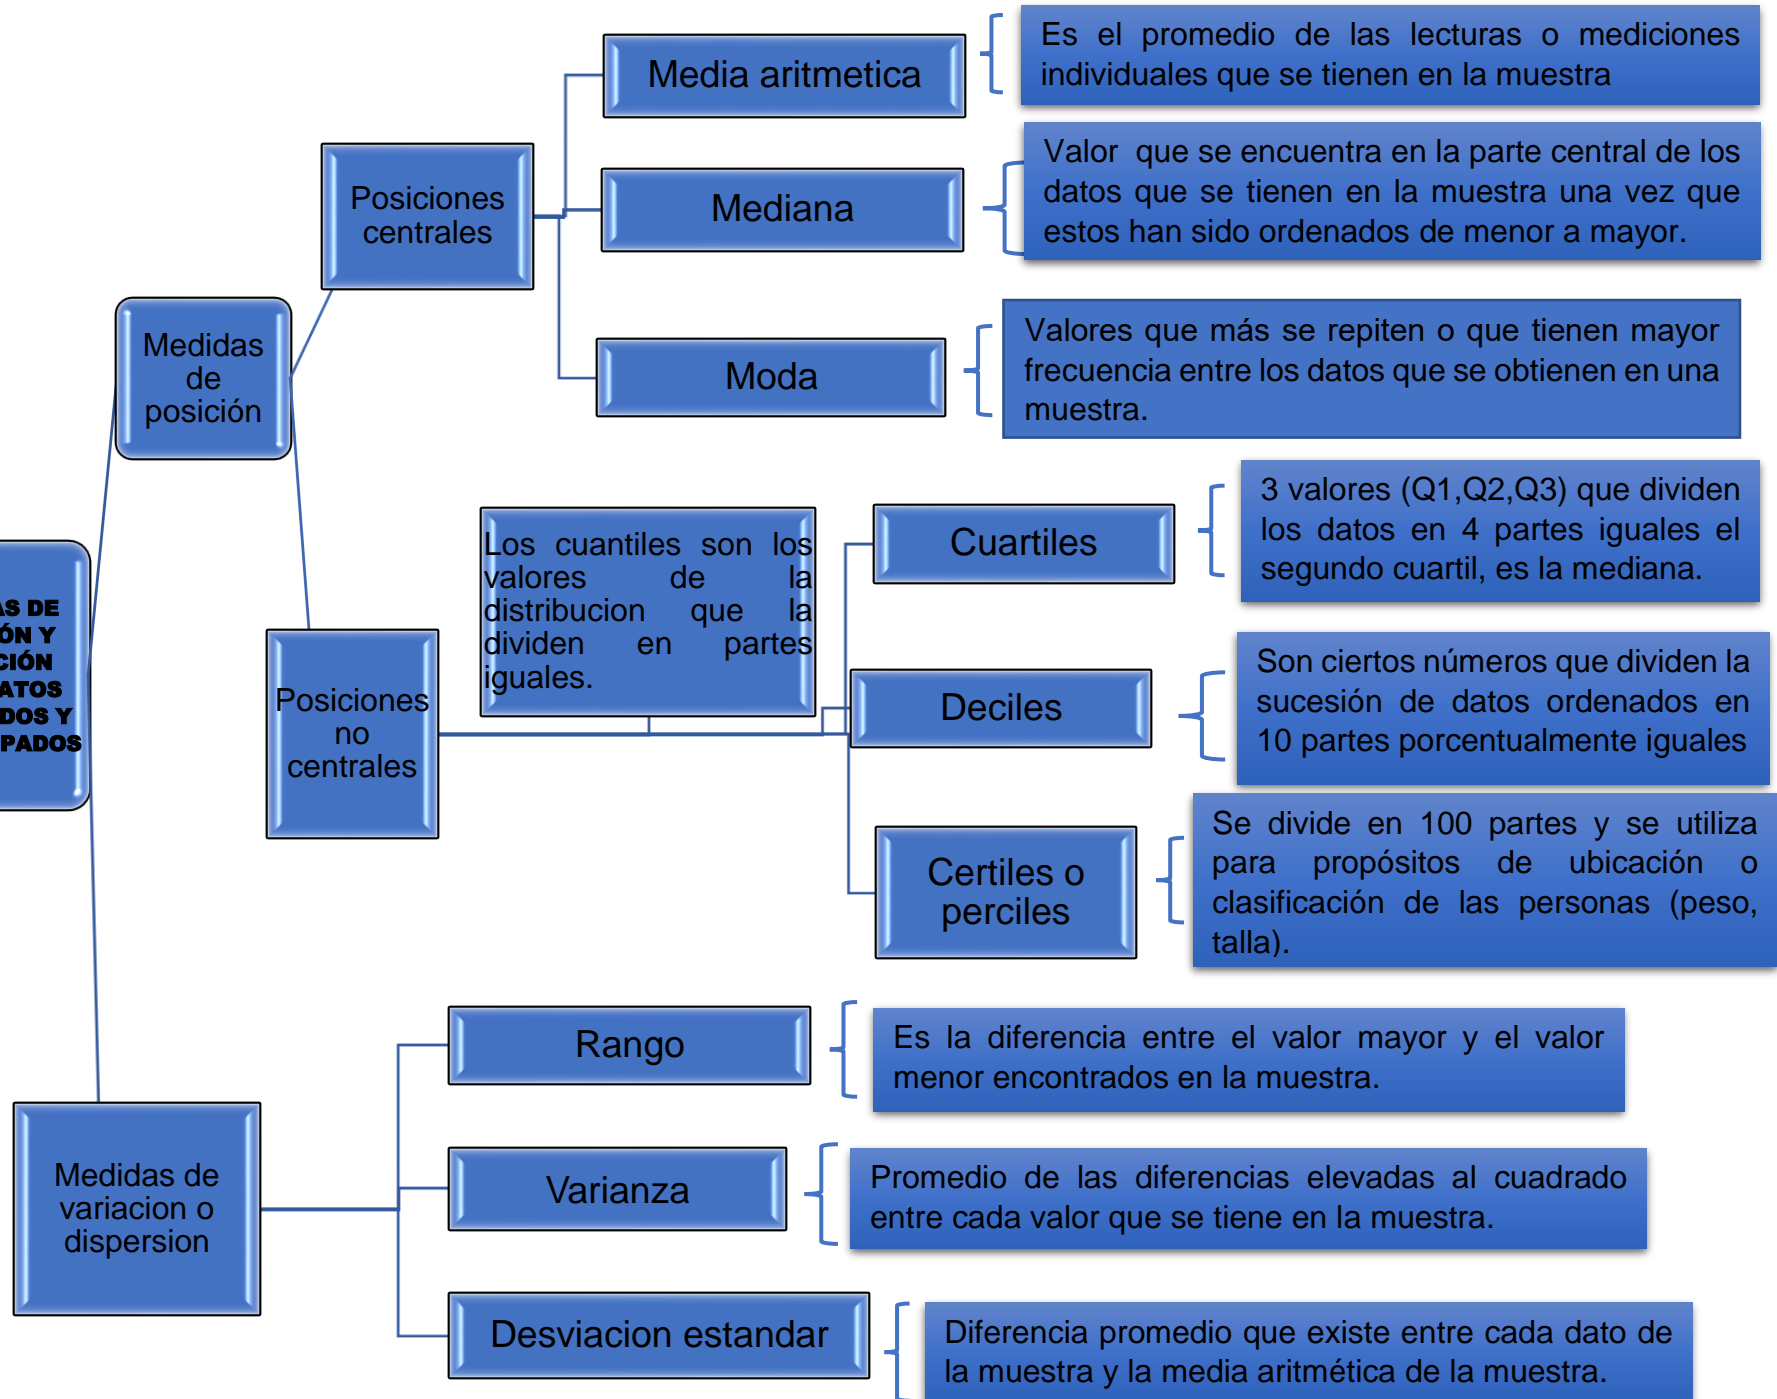 Media aritmetica
Es el promedio de las lecturas o mediciones
individuales que se tienen en la muestra
Posiciones
centrales
Mediana
Valor que se encuentra en la parte central de los
datos que se tienen en la muestra una vez que
estos han sido ordenados de menor a mayor.
Medidas
de
posición
Moda
Valores que más se repiten o que tienen mayor
frecuencia entre los datos que se obtienen en una
muestra.
Los cuantiles son los
valores de la
distribucion que la
dividen en partes
iguales.
Cuartiles
3 valores (Q1,Q2,Q3) que dividen
los datos en 4 partes iguales el
segundo cuartil, es la mediana.
AS DE
ÓN Y
CIÓN
ATOS
DOS Y
PADOS
Posiciones
no
centrales
Deciles
Son ciertos números que dividen la
sucesión de datos ordenados en
10 partes porcentualmente iguales
Certiles o
perciles
Se divide en 100 partes y se utiliza
para propósitos de ubicación o
clasificación de las personas (peso,
talla).
Rango
Es la diferencia entre el valor mayor y el valor
menor encontrados en la muestra.
Medidas de
variacion o
dispersion
Varianza
Promedio de las diferencias elevadas al cuadrado
entre cada valor que se tiene en la muestra.
Desviacion estandar
Diferencia promedio que existe entre cada dato de
la muestra y la media aritmética de la muestra.